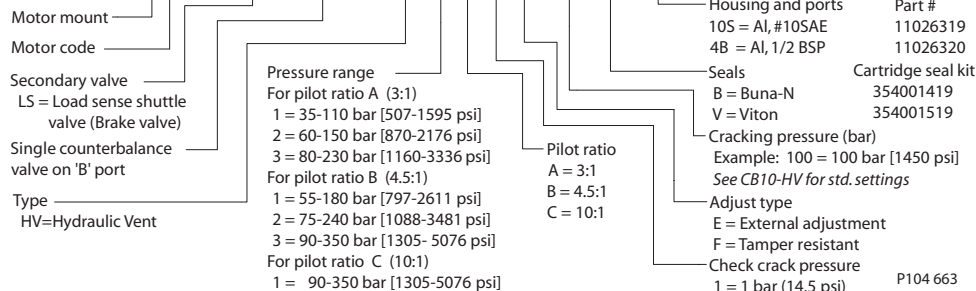 Motor mount
Motor code
Secondary valve
LS = Load sense shuttle
valve (Brake valve)
Single counterbalance
valve on 'B' port
Type
HV=Hydraulic Vent
Pressure range
For pilot ratio A (3:1)
1 = 35-110 bar [507-1595 psi]
2 = 60-150 bar [870-2176 psi]
3 = 80-230 bar [1160-3336 psi]
For pilot ratio B (4.5:1)
1 = 55-180 bar [797-2611 psi]
2 = 75-240 bar [1088-3481 psi]
3 = 90-350 bar [1305- 5076 psi]
For pilot ratio C (10:1)
1 = 90-350 bar [1305-5076 psi]
Pilot ratio
A = 3:1
B = 4.5:1
C = 10:1
Housing and ports Part #
10S = Al, #10SAE 11026319
4B = Al, 1/2 BSP 11026320
Seals Cartridge seal kit
B = Buna-N 354001419
V = Viton 354001519
Cracking pressure (bar)
Example: 100 = 100 bar [1450 psi]
See CB10-HV for std. settings
Adjust type
E = External adjustment
F = Tamper resistant
Check crack pressure
1 = 1 bar (14.5 psi)
P104 663